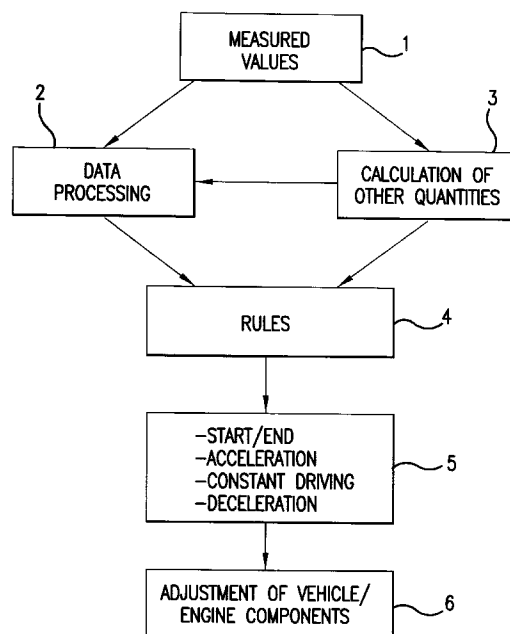 MEASURED
VALUES
1
2
DATA
PROCESSING
3
CALCULATION OF
OTHER QUANTITIES
RULES
4
-START/END
-ACCELERATION
-CONSTANT DRIVING
-DECELERATION
5
ADJUSTMENT OF VEHICLE/
ENGINE COMPONENTS
6